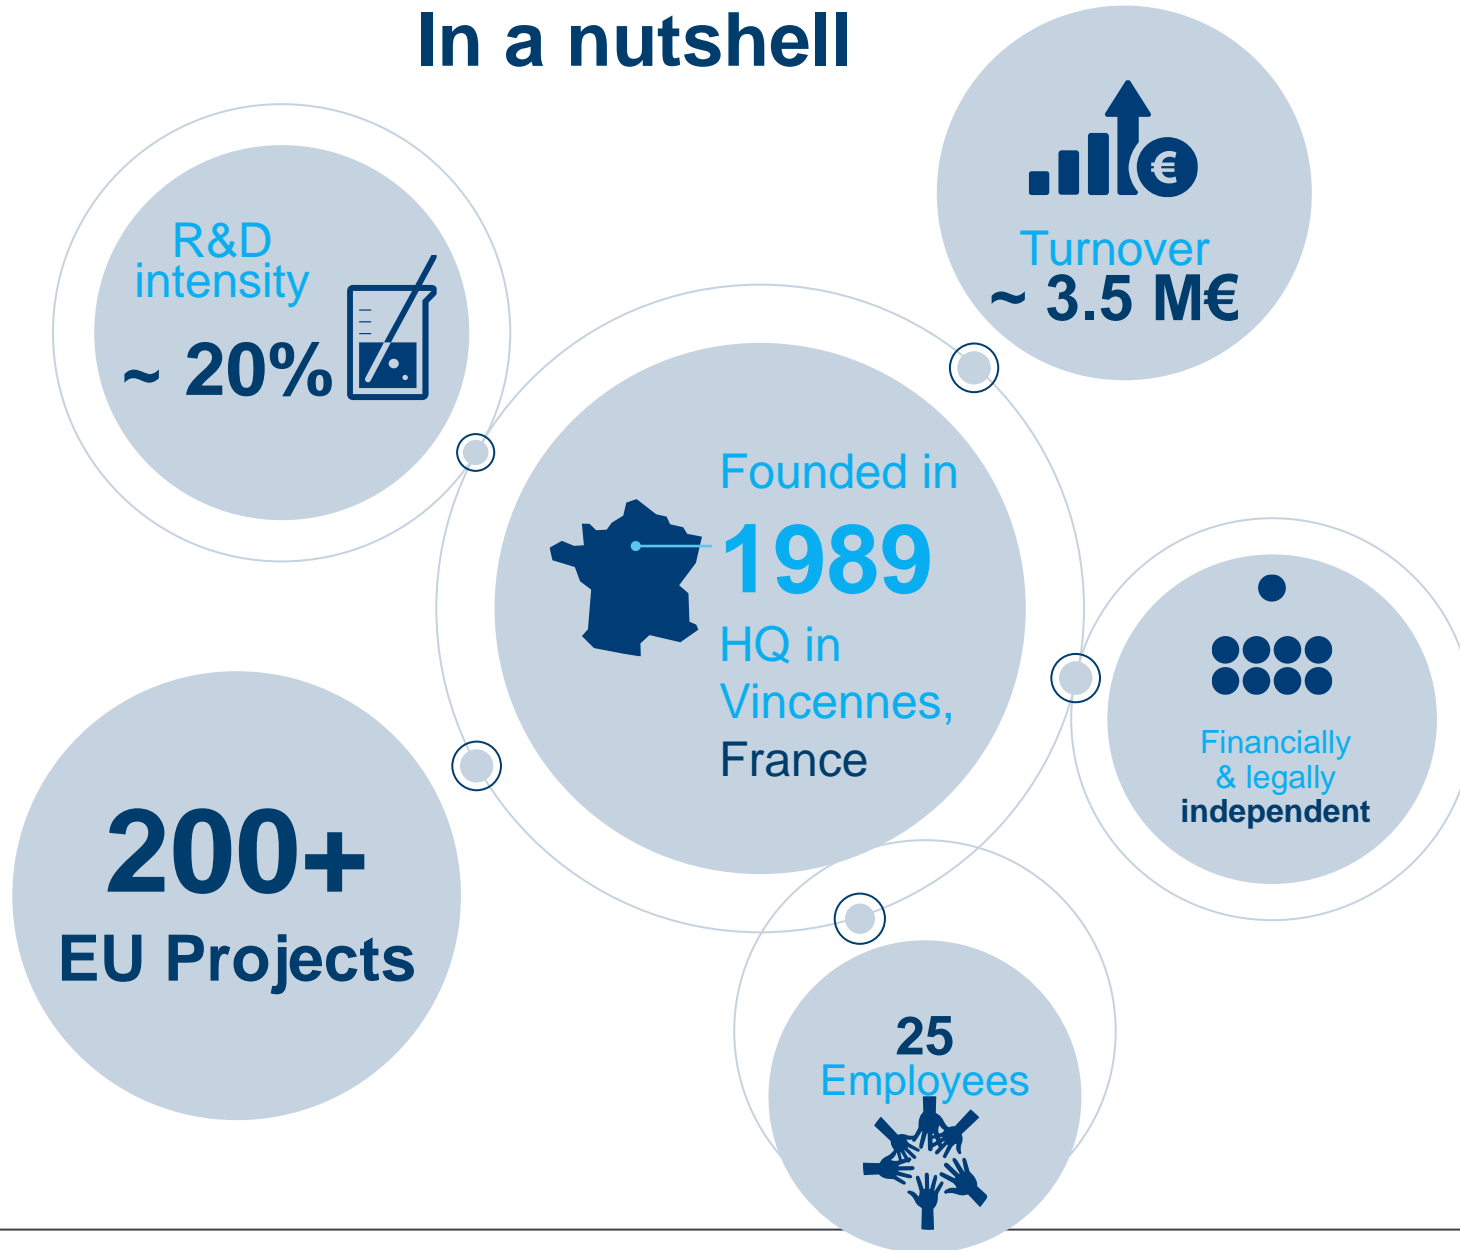 In a nutshell
R&D
intensity
~ 20%
€
Turnover
~ 3.5 M€
Founded in
1989
HQ in
Vincennes,
France
Financially
& legally
independent
200+
EU Projects
25
Employees